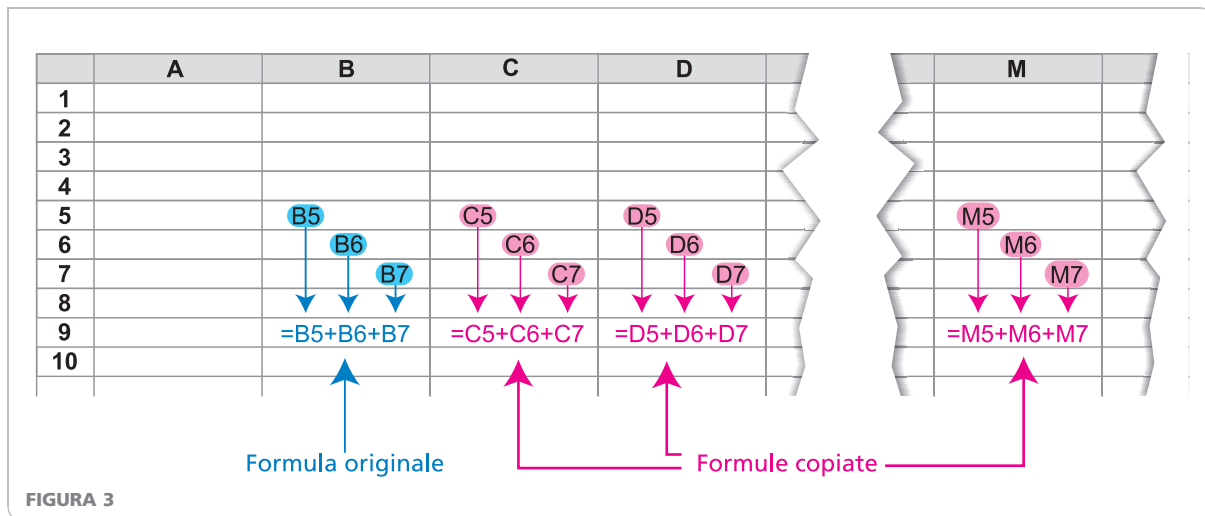 A B C D M
1
2
3
4
5 B5 C5 D5 M5
6 B6 C6 D6 M6
7 B7 C7 D7 M7
8
9 =B5+B6+B7 =C5+C6+C7 =D5+D6+D7 =M5+M6+M7
10
Formula originale Formule copiate
FIGURA 3